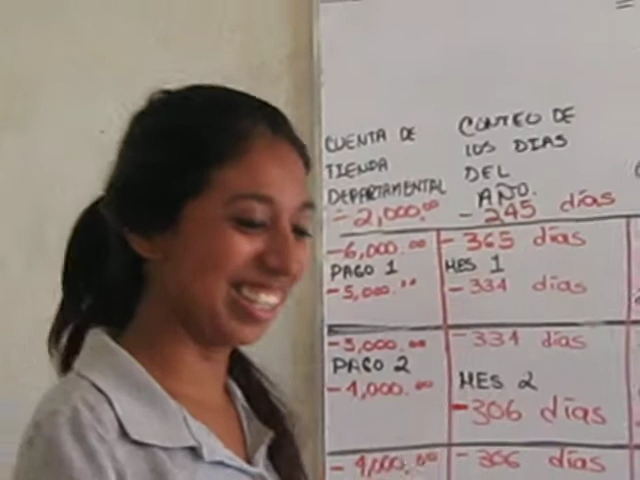 CUENTA DE
TIENDA
DEPARTAMENTAL
- 2,000.00
- 6,000.00
PAGO 1
- 5,000.00
- 5,000.00
PAGO 2
- 4,000.00
- 4,000.00
CONTEO DE
LOS DIAS
DEL
AÑO.
- 245 días
- 365 días
MES 1
- 334 días
- 334 días
MES 2
- 306 días
- 306 días